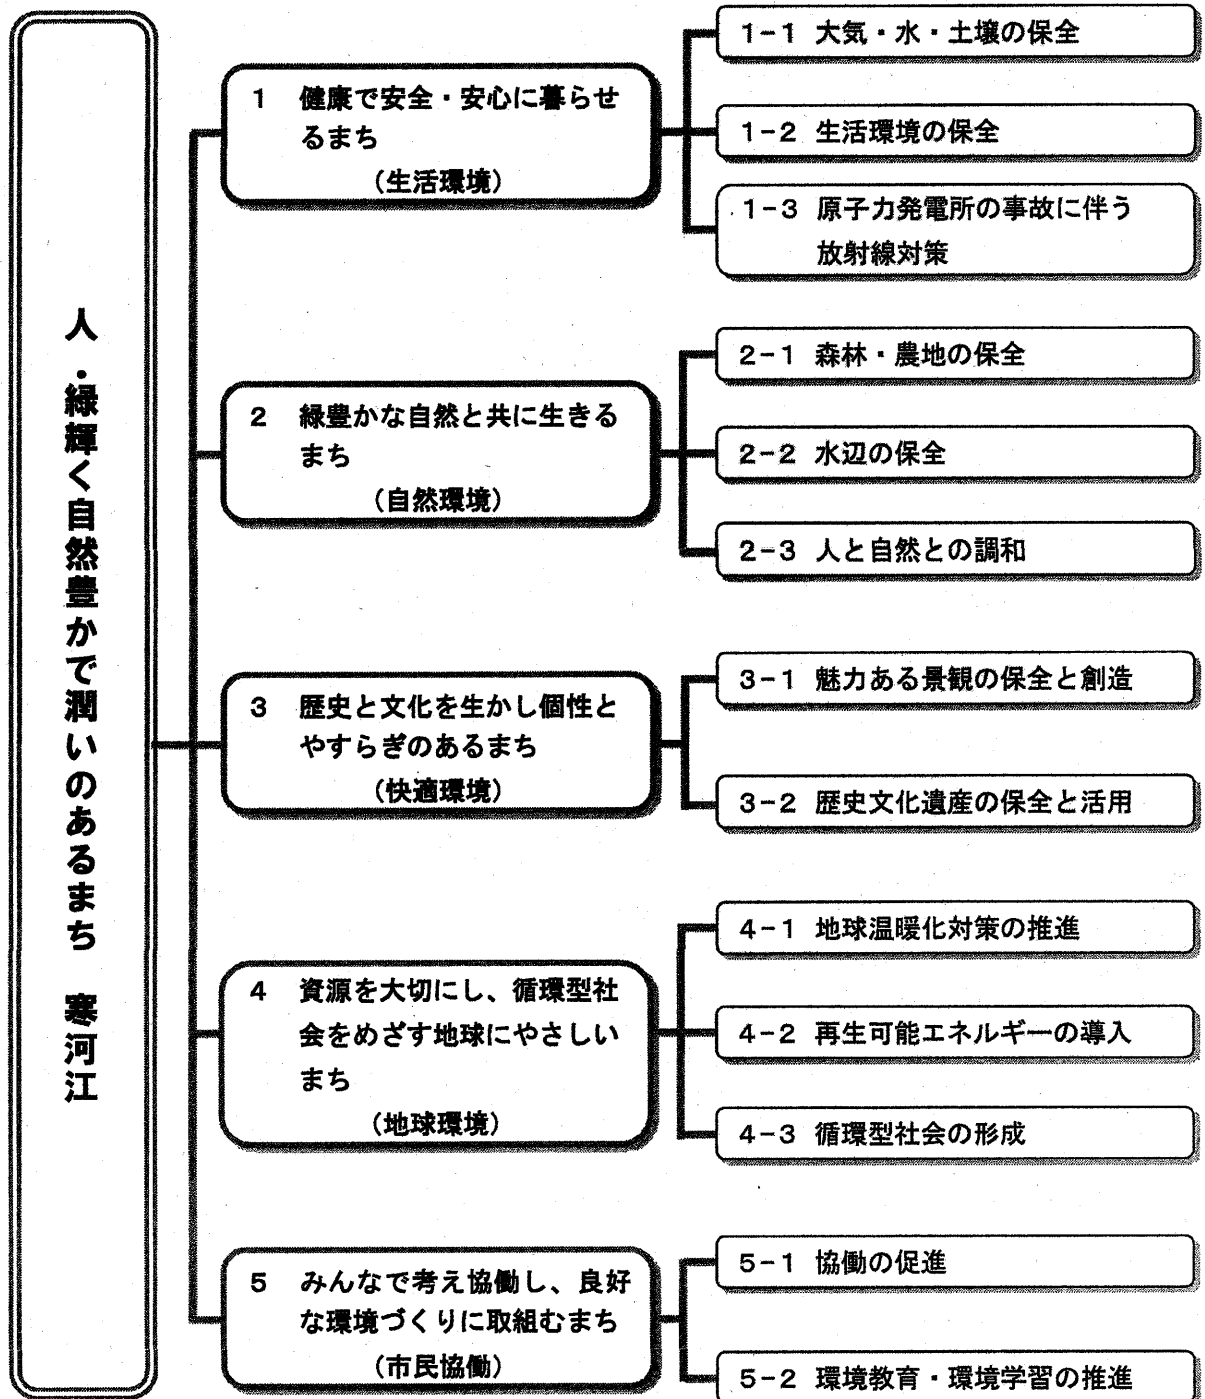 人・緑輝く自然豊かで潤いのあるまち　寒河江
1　健康で安全・安心に暮らせ
るまち
（生活環境）
1-1 大気・水・土壌の保全
1-2 生活環境の保全
1-3 原子力発電所の事故に伴う
放射線対策
2　緑豊かな自然と共に生きる
まち
（自然環境）
2-1 森林・農地の保全
2-2 水辺の保全
2-3 人と自然との調和
3　歴史と文化を生かし個性と
やすらぎのあるまち
（快適環境）
3-1 魅力ある景観の保全と創造
3-2 歴史文化遺産の保全と活用
4　資源を大切にし、循環型社
会をめざす地球にやさしい
まち
（地球環境）
4-1 地球温暖化対策の推進
4-2 再生可能エネルギーの導入
4-3 循環型社会の形成
5　みんなで考え協働し、良好
な環境づくりに取組むまち
（市民協働）
5-1 協働の促進
5-2 環境教育・環境学習の推進